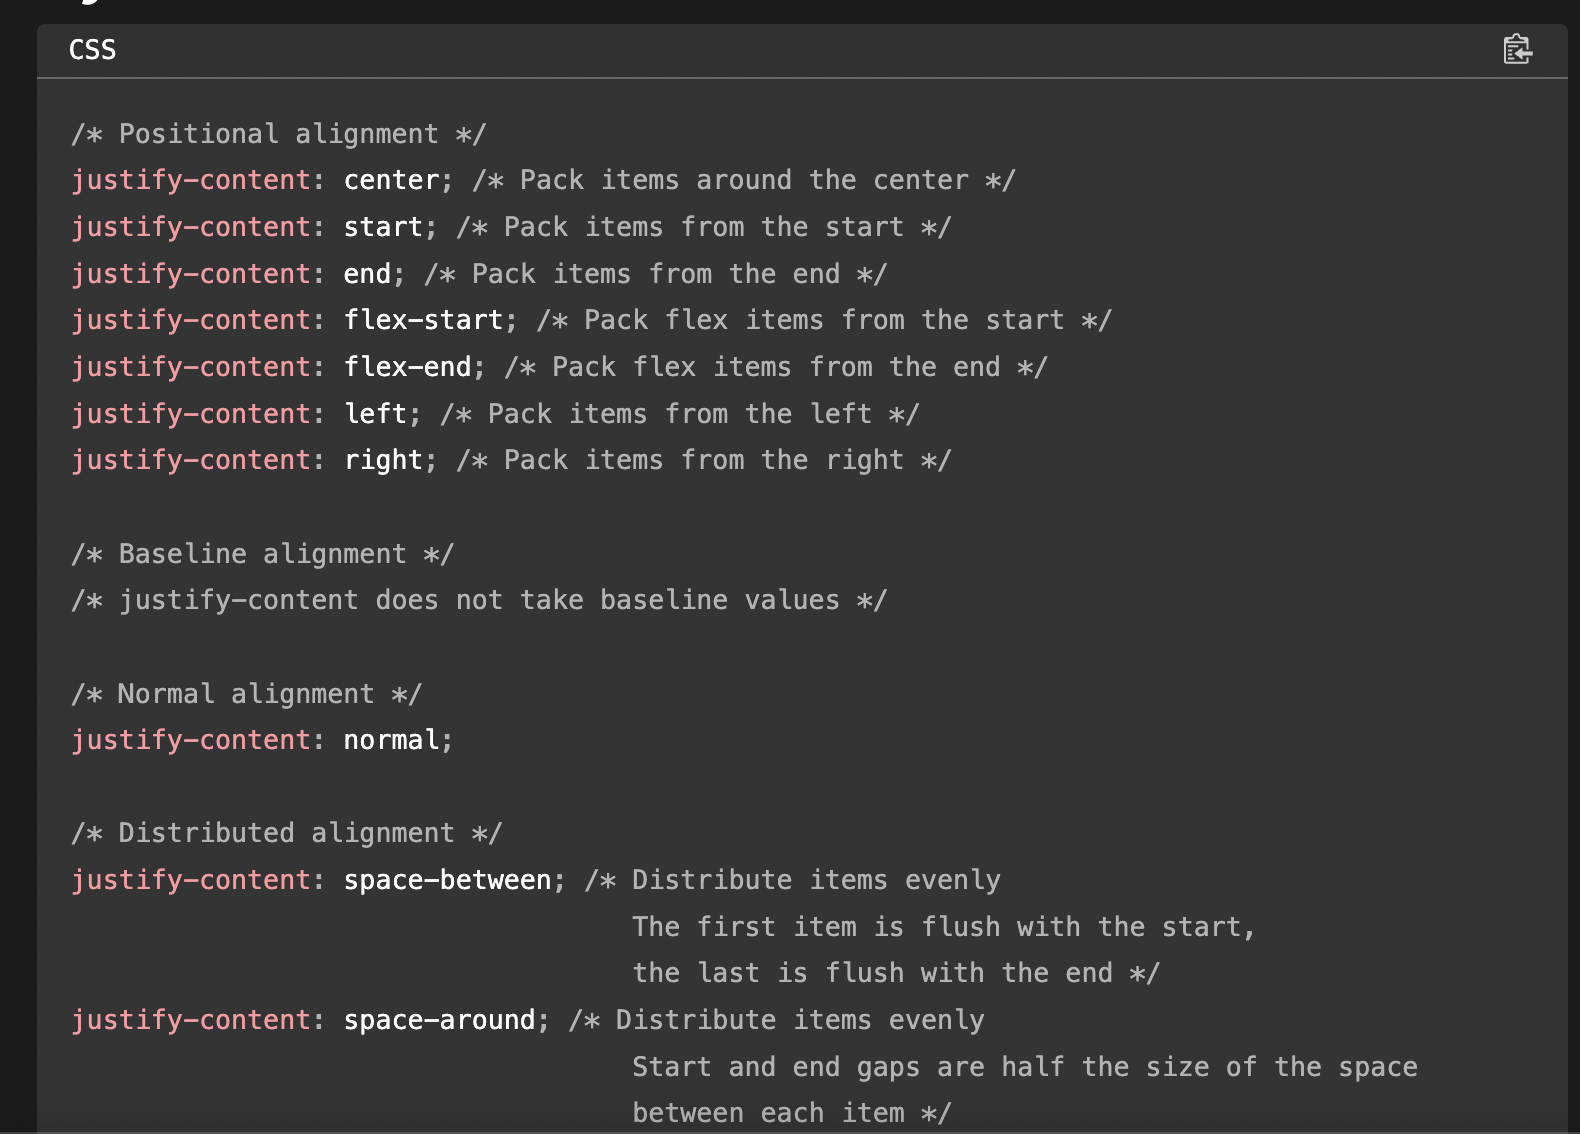 CSS
/* Positional alignment */
justify-content: center; /* Pack items around the center */
justify-content: start; /* Pack items from the start */
justify-content: end; /* Pack items from the end */
justify-content: flex-start; /* Pack flex items from the start */
justify-content: flex-end; /* Pack flex items from the end */
justify-content: left; /* Pack items from the left */
justify-content: right; /* Pack items from the right */
/* Baseline alignment */
/* justify-content does not take baseline values */
/* Normal alignment */
justify-content: normal;
/* Distributed alignment */
justify-content: space-between; /* Distribute items evenly
The first item is flush with the start,
the last is flush with the end */
justify-content: space-around; /* Distribute items evenly
Start and end gaps are half the size of the space
between each item */